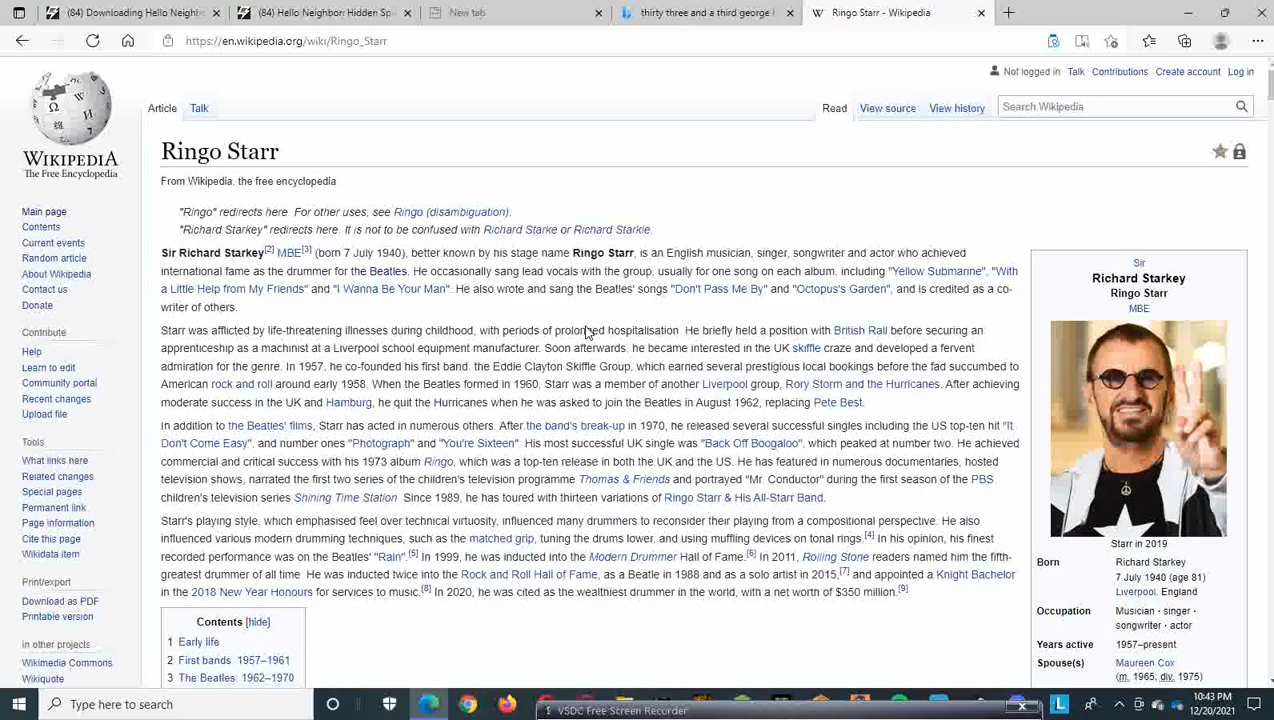 (84) Downloading Hello Neighb
(84) Hello Neighbor: Hidden Sp
New tab
thirty three and a third george h
Ringo Starr - Wikipedia
https://en.wikipedia.org/wiki/Ringo_Starr
Not logged in Talk Contributions Create account Log in
Article Talk Read View source View history Search Wikipedia
WIKIPEDIA
The Free Encyclopedia
Main page
Contents
Current events
Random article
About Wikipedia
Contact us
Donate
Contribute
Help
Learn to edit
Community portal
Recent changes
Upload file
Tools
What links here
Related changes
Special pages
Permanent link
Page information
Cite this page
Wikidata item
Print/export
Download as PDF
Printable version
In other projects
Wikimedia Commons
Wikiquote
Ringo Starr
From Wikipedia, the free encyclopedia
"Ringo" redirects here. For other uses, see Ringo (disambiguation).
"Richard Starkey" redirects here. It is not to be confused with Richard Starke or Richard Starkie.
Sir Richard Starkey[2] MBE[3] (born 7 July 1940), better known by his stage name Ringo Starr, is an English musician, singer, songwriter and actor who achieved
international fame as the drummer for the Beatles. He occasionally sang lead vocals with the group, usually for one song on each album, including "Yellow Submarine", "With
a Little Help from My Friends" and "I Wanna Be Your Man". He also wrote and sang the Beatles' songs "Don't Pass Me By" and "Octopus's Garden", and is credited as a co-
writer of others.
Starr was afflicted by life-threatening illnesses during childhood, with periods of prolonged hospitalisation. He briefly held a position with British Rail before securing an
apprenticeship as a machinist at a Liverpool school equipment manufacturer. Soon afterwards, he became interested in the UK skiffle craze and developed a fervent
admiration for the genre. In 1957, he co-founded his first band, the Eddie Clayton Skiffle Group, which earned several prestigious local bookings before the fad succumbed to
American rock and roll around early 1958. When the Beatles formed in 1960, Starr was a member of another Liverpool group, Rory Storm and the Hurricanes. After achieving
moderate success in the UK and Hamburg, he quit the Hurricanes when he was asked to join the Beatles in August 1962, replacing Pete Best.
In addition to the Beatles' films, Starr has acted in numerous others. After the band's break-up in 1970, he released several successful singles including the US top-ten hit "It
Don't Come Easy", and number ones "Photograph" and "You're Sixteen". His most successful UK single was "Back Off Boogaloo", which peaked at number two. He achieved
commercial and critical success with his 1973 album Ringo, which was a top-ten release in both the UK and the US. He has featured in numerous documentaries, hosted
television shows, narrated the first two series of the children's television programme Thomas & Friends and portrayed "Mr. Conductor" during the first season of the PBS
children's television series Shining Time Station. Since 1989, he has toured with thirteen variations of Ringo Starr & His All-Starr Band.
Starr's playing style, which emphasised feel over technical virtuosity, influenced many drummers to reconsider their playing from a compositional perspective. He also
influenced various modern drumming techniques, such as the matched grip, tuning the drums lower, and using muffling devices on tonal rings.[4] In his opinion, his finest
recorded performance was on the Beatles' "Rain".[5] In 1999, he was inducted into the Modern Drummer Hall of Fame.[6] In 2011, Rolling Stone readers named him the fifth-
greatest drummer of all time. He was inducted twice into the Rock and Roll Hall of Fame, as a Beatle in 1988 and as a solo artist in 2015,[7] and appointed a Knight Bachelor
in the 2018 New Year Honours for services to music.[8] In 2020, he was cited as the wealthiest drummer in the world, with a net worth of $350 million.[9]
Contents [hide]
1 Early life
2 First bands: 1957–1961
3 The Beatles: 1962–1970
Sir
Richard Starkey
Ringo Starr
MBE
Starr in 2019
Born Richard Starkey
7 July 1940 (age 81)
Liverpool, England
Occupation Musician · singer ·
songwriter · actor
Years active 1957–present
Spouse(s) Maureen Cox
(m. 1965; div. 1975)
Type here to search
VSDC Free Screen Recorder
L
10:43 PM
12/20/2021